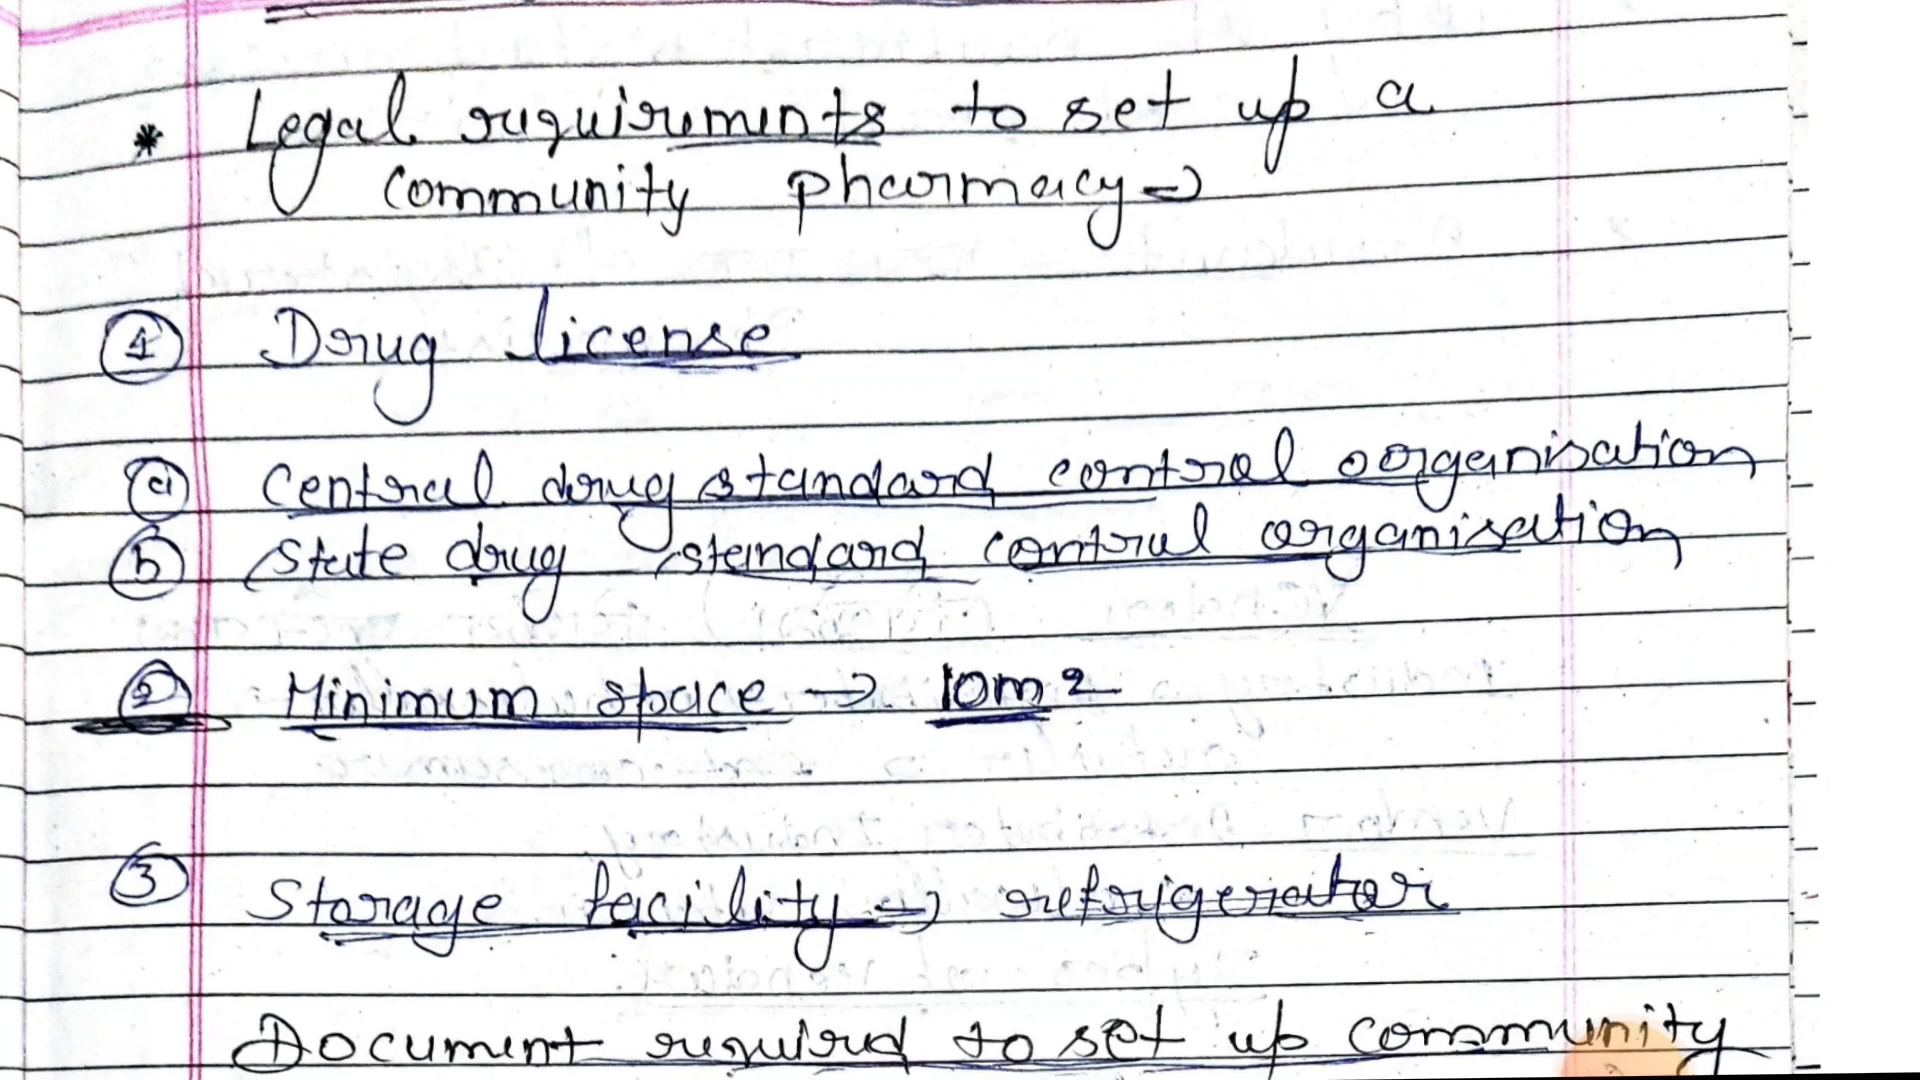 * Legal requirements to set up a
community pharmacy →
① Drug license
ⓐ Central drug standard control organisation
ⓑ State drug standard control organisation
② Minimum space → 10m²
③ Storage facility → refrigerator
Document required to set up community